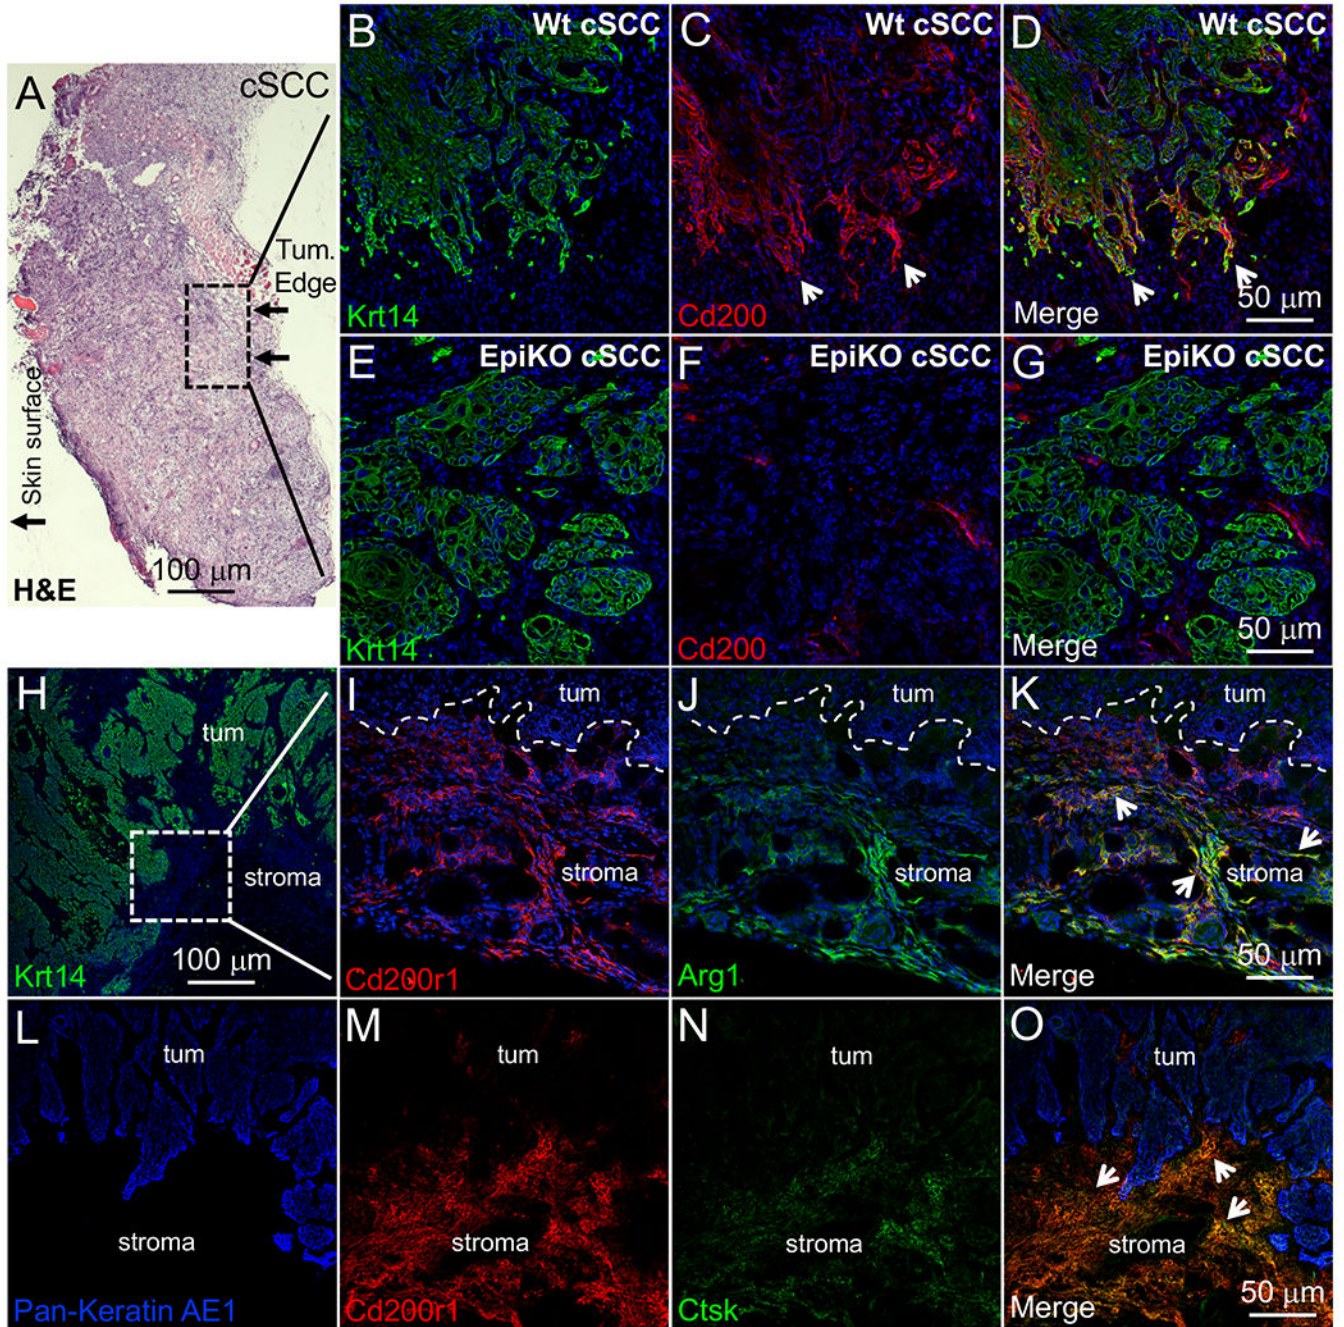 A
cSCC
Tum.
Edge
Skin surface
100 μm
H&E
B
Wt cSCC
Krt14
C
Wt cSCC
Cd200
D
Wt cSCC
Merge
50 μm
E
EpiKO cSCC
Krt14
F
EpiKO cSCC
Cd200
G
EpiKO cSCC
Merge
50 μm
H
tum
stroma
100 μm
Krt14
I
tum
stroma
Cd200r1
J
tum
stroma
Arg1
K
tum
stroma
50 μm
Merge
L
tum
stroma
Pan-Keratin AE1
M
tum
stroma
Cd200r1
N
tum
stroma
Ctsk
O
tum
stroma
50 μm
Merge